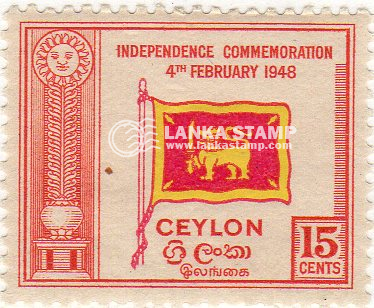 INDEPENDENCE COMMEMORATION
4TH FEBRUARY 1948
LANKA STAMP
www.lankastamp.com
CEYLON
ශ්‍රී ලංකා
இலங்கை
15
CENTS